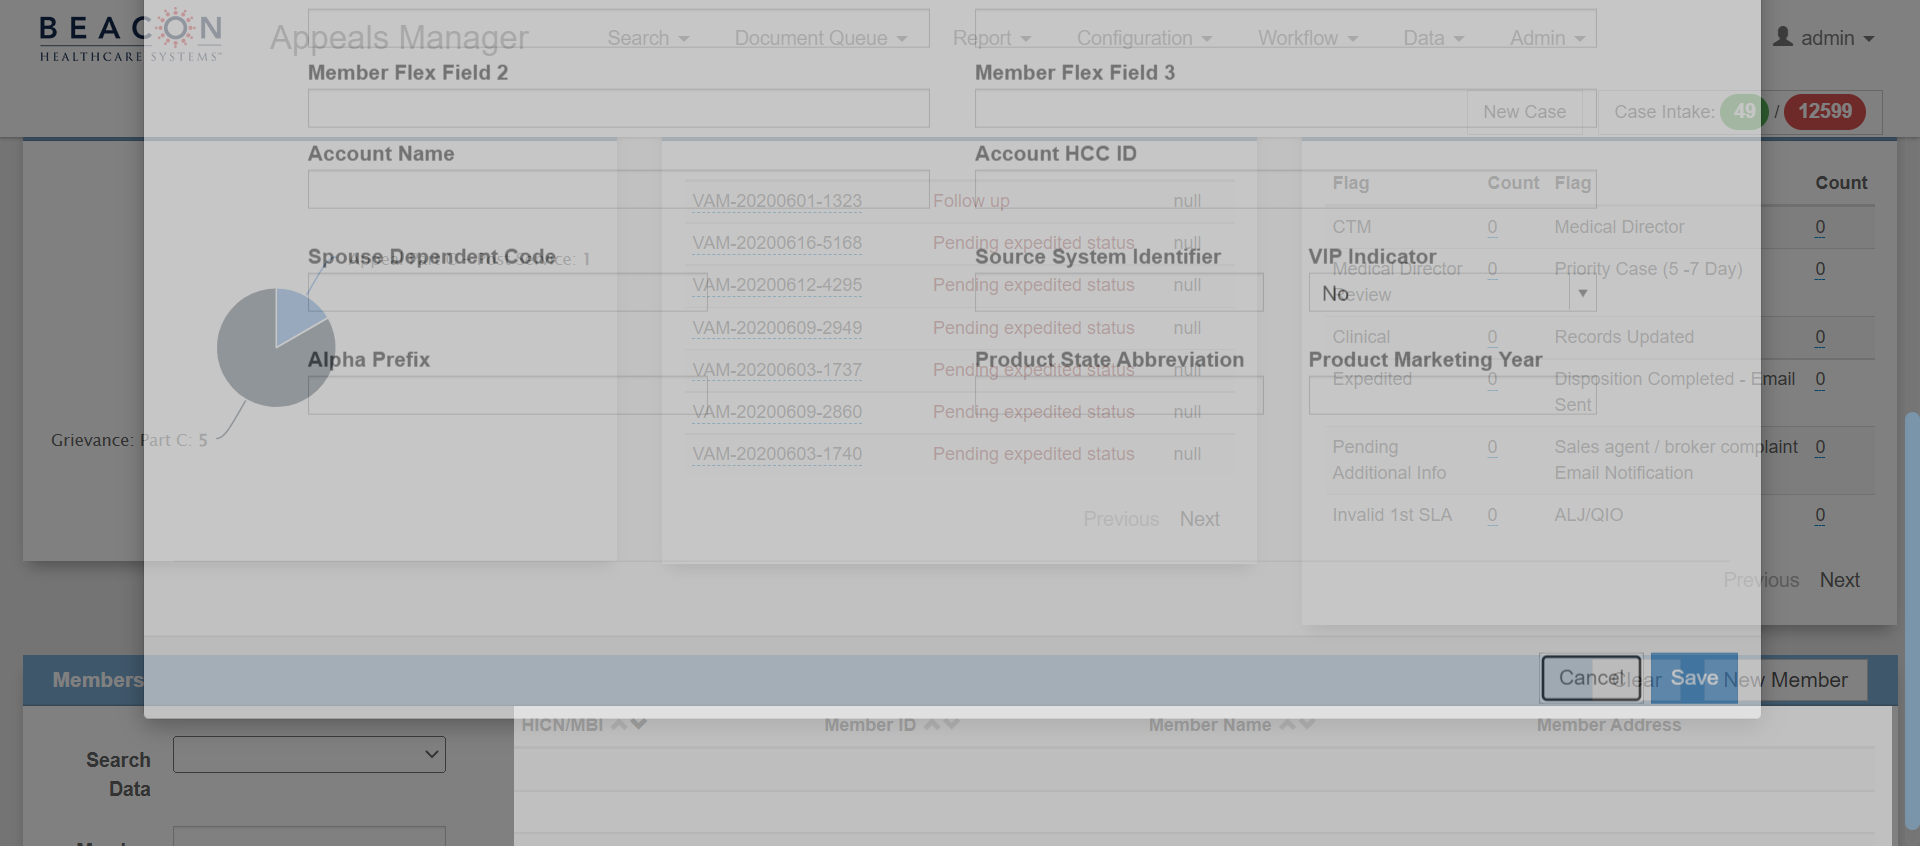 BEACON
HEALTHCARE SYSTEMS
Appeals Manager
Search
Document Queue
Report
Configuration
Workflow
Data
Admin
admin
Member Flex Field 2
Member Flex Field 3
New Case
Case Intake: 49 / 12599
Account Name
Account HCC ID
Flag Count Flag Count
VAM-20200601-1323 Follow up null
CTM 0 Medical Director 0
VAM-20200616-5168 Pending expedited status null
Spouse Dependent Code
Source System Identifier
VIP Indicator
Service: 1
Medical Director Review 0 Priority Case (5 -7 Day) 0
VAM-20200612-4295 Pending expedited status null
No
VAM-20200609-2949 Pending expedited status null
Clinical 0 Records Updated 0
Alpha Prefix
Product State Abbreviation
Product Marketing Year
VAM-20200603-1737 Pending expedited status null
Expedited 0 Disposition Completed - Email Sent 0
VAM-20200609-2860 Pending expedited status null
Grievance: Part C: 5
VAM-20200603-1740 Pending expedited status null
Pending Additional Info 0 Sales agent / broker complaint Email Notification 0
Invalid 1st SLA 0 ALJ/QIO 0
Previous Next
Previous Next
Members
Cancel
Clear
Save
New Member
HICN/MBI
Member ID
Member Name
Member Address
Search
Data